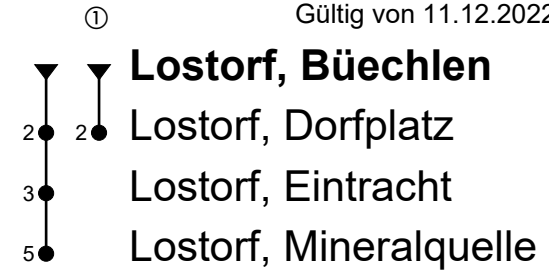 ① Gültig von 11.12.2022
Lostorf, Büechlen
2 2 Lostorf, Dorfplatz
3 Lostorf, Eintracht
5 Lostorf, Mineralquelle